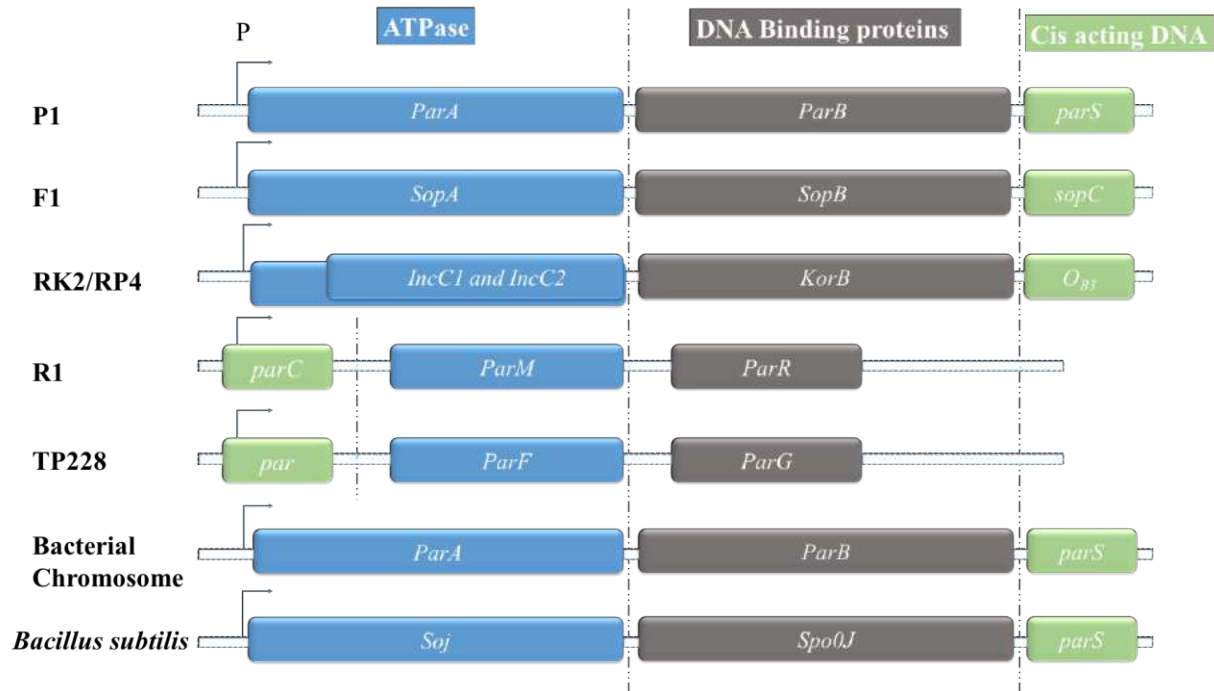 P ATPase DNA Binding proteins Cis acting DNA
P1 ParA ParB parS
F1 SopA SopB sopC
RK2/RP4 IncC1 and IncC2 KorB O_B3
R1 parC ParM ParR
TP228 par ParF ParG
Bacterial
Chromosome ParA ParB parS
Bacillus subtilis Soj Spo0J parS